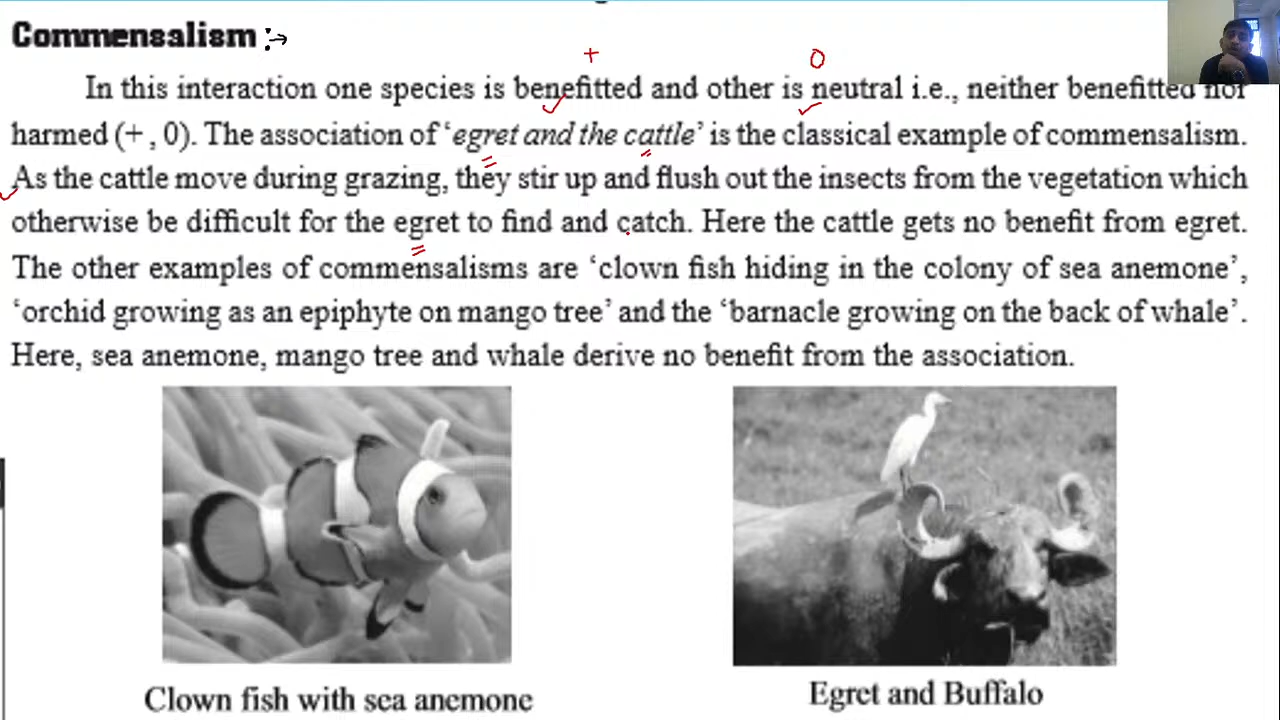 Commensalism :→
+ 0
In this interaction one species is benefitted and other is neutral i.e., neither benefitted nor
harmed (+ , 0). The association of ‘egret and the cattle’ is the classical example of commensalism.
As the cattle move during grazing, they stir up and flush out the insects from the vegetation which
otherwise be difficult for the egret to find and catch. Here the cattle gets no benefit from egret.
The other examples of commensalisms are ‘clown fish hiding in the colony of sea anemone’,
‘orchid growing as an epiphyte on mango tree’ and the ‘barnacle growing on the back of whale’.
Here, sea anemone, mango tree and whale derive no benefit from the association.
Clown fish with sea anemone
Egret and Buffalo